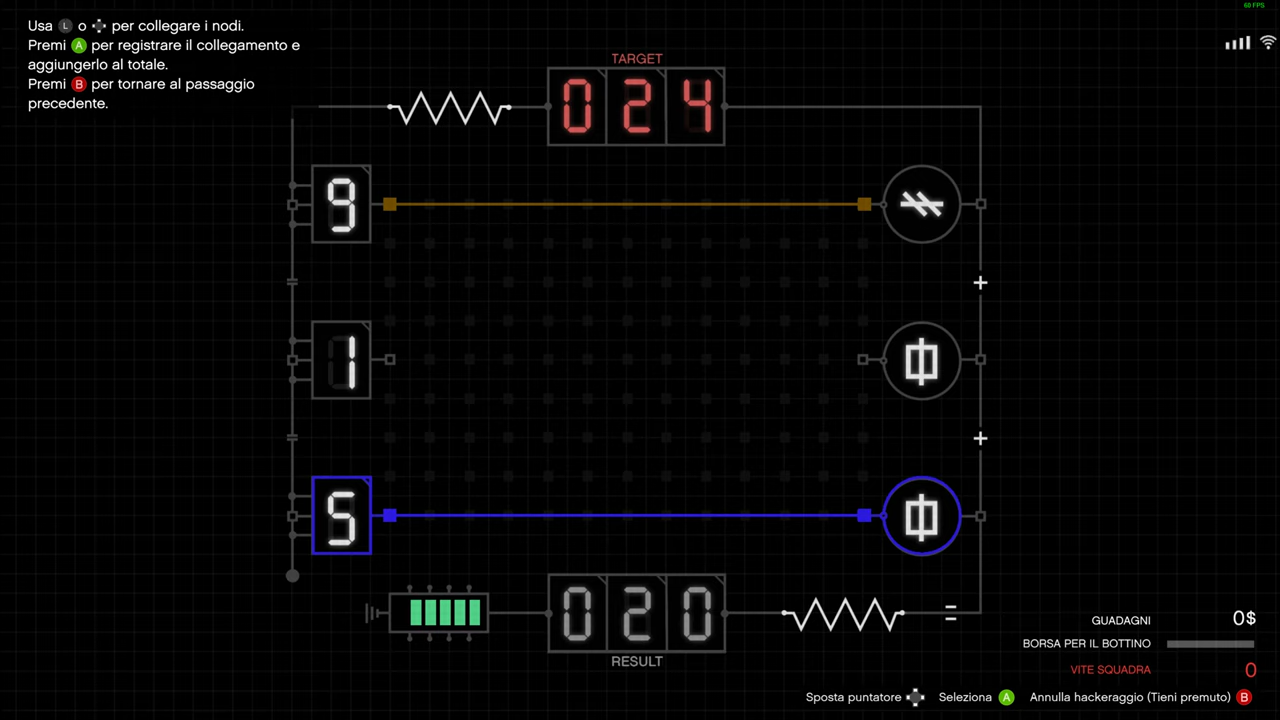 60 FPS
Usa L o per collegare i nodi.
Premi A per registrare il collegamento e
aggiungerlo al totale.
Premi B per tornare al passaggio
precedente.
TARGET
024
9
1
+
5
+
020
=
RESULT
GUADAGNI 0$
BORSA PER IL BOTTINO
VITE SQUADRA 0
Sposta puntatore Seleziona A Annulla hackeraggio (Tieni premuto) B